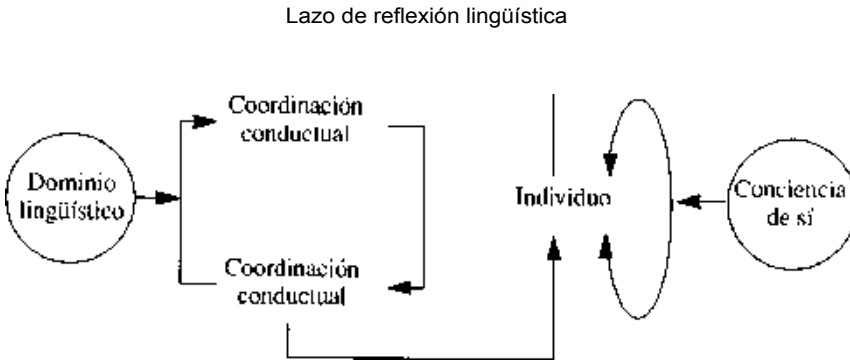 Lazo de reflexión lingüística
Coordinación
conductual
Dominio
lingüístico
Coordinación
conductual
Individuo
Conciencia
de sí